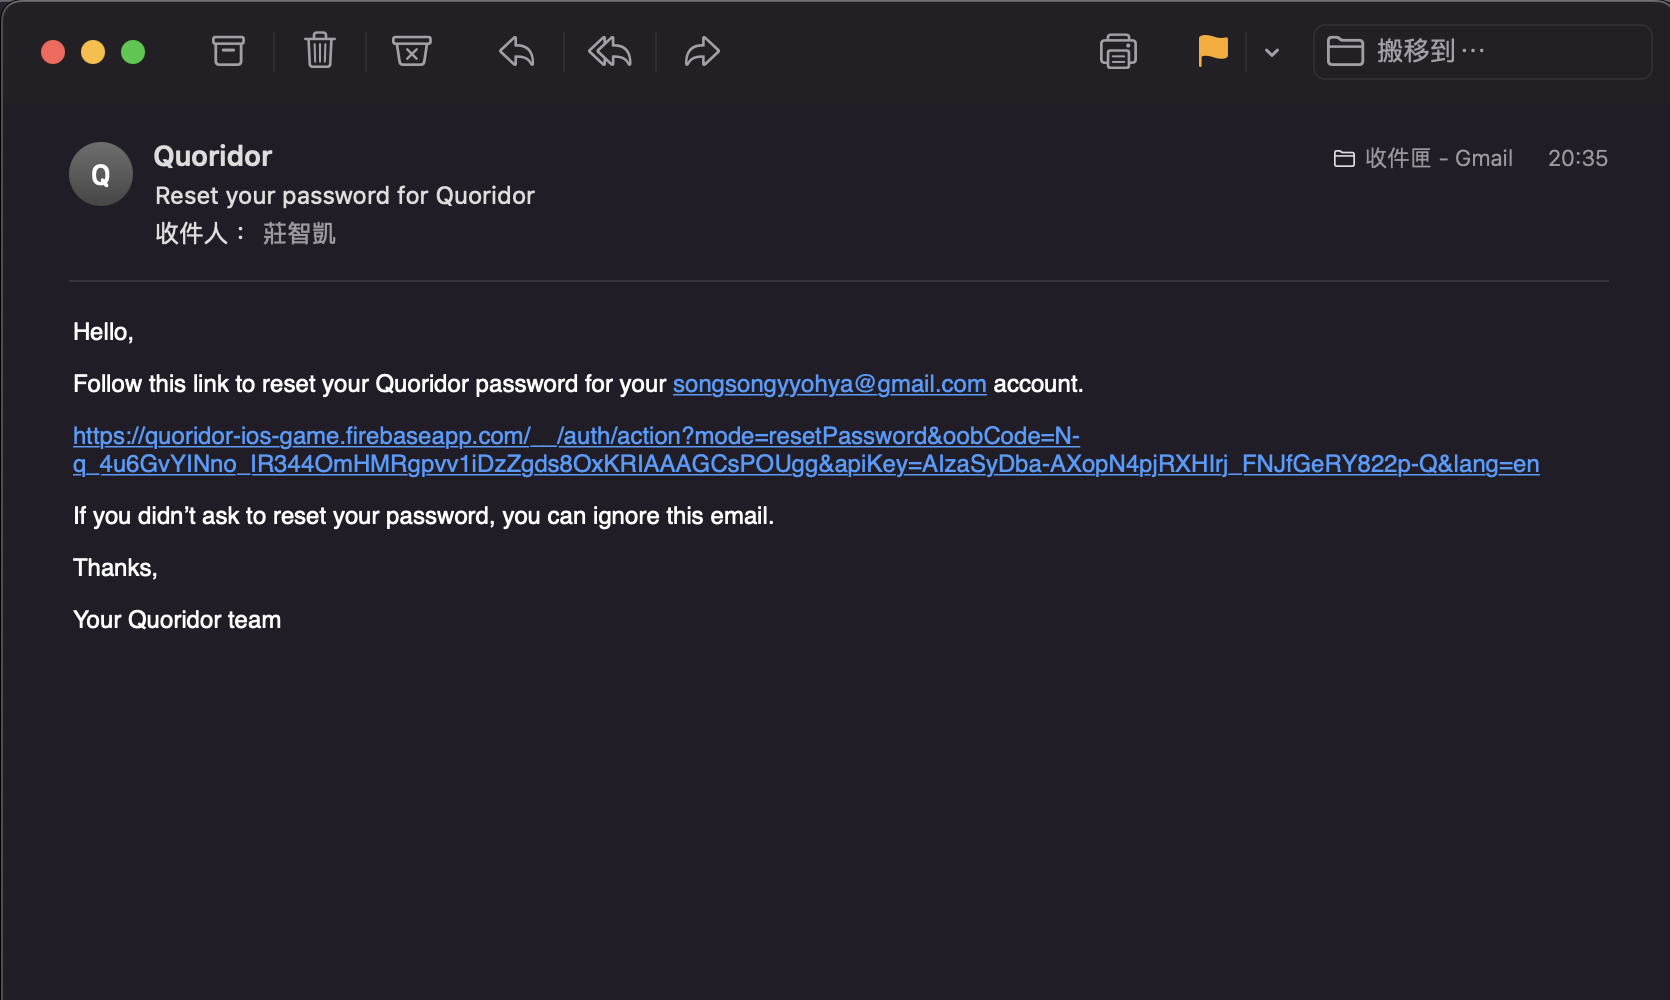 搬移到 ⋯
Q
Quoridor
收件匣 - Gmail 20:35
Reset your password for Quoridor
收件人： 莊智凱
Hello,
Follow this link to reset your Quoridor password for your songsongyyohya@gmail.com account.
https://quoridor-ios-game.firebaseapp.com/__/auth/action?mode=resetPassword&oobCode=N-
q_4u6GvYINno_IR344OmHMRgpvv1iDzZgds8OxKRIAAAGCsPOUgg&apiKey=AIzaSyDba-AXopN4pjRXHIrj_FNJfGeRY822p-Q&lang=en
If you didn’t ask to reset your password, you can ignore this email.
Thanks,
Your Quoridor team